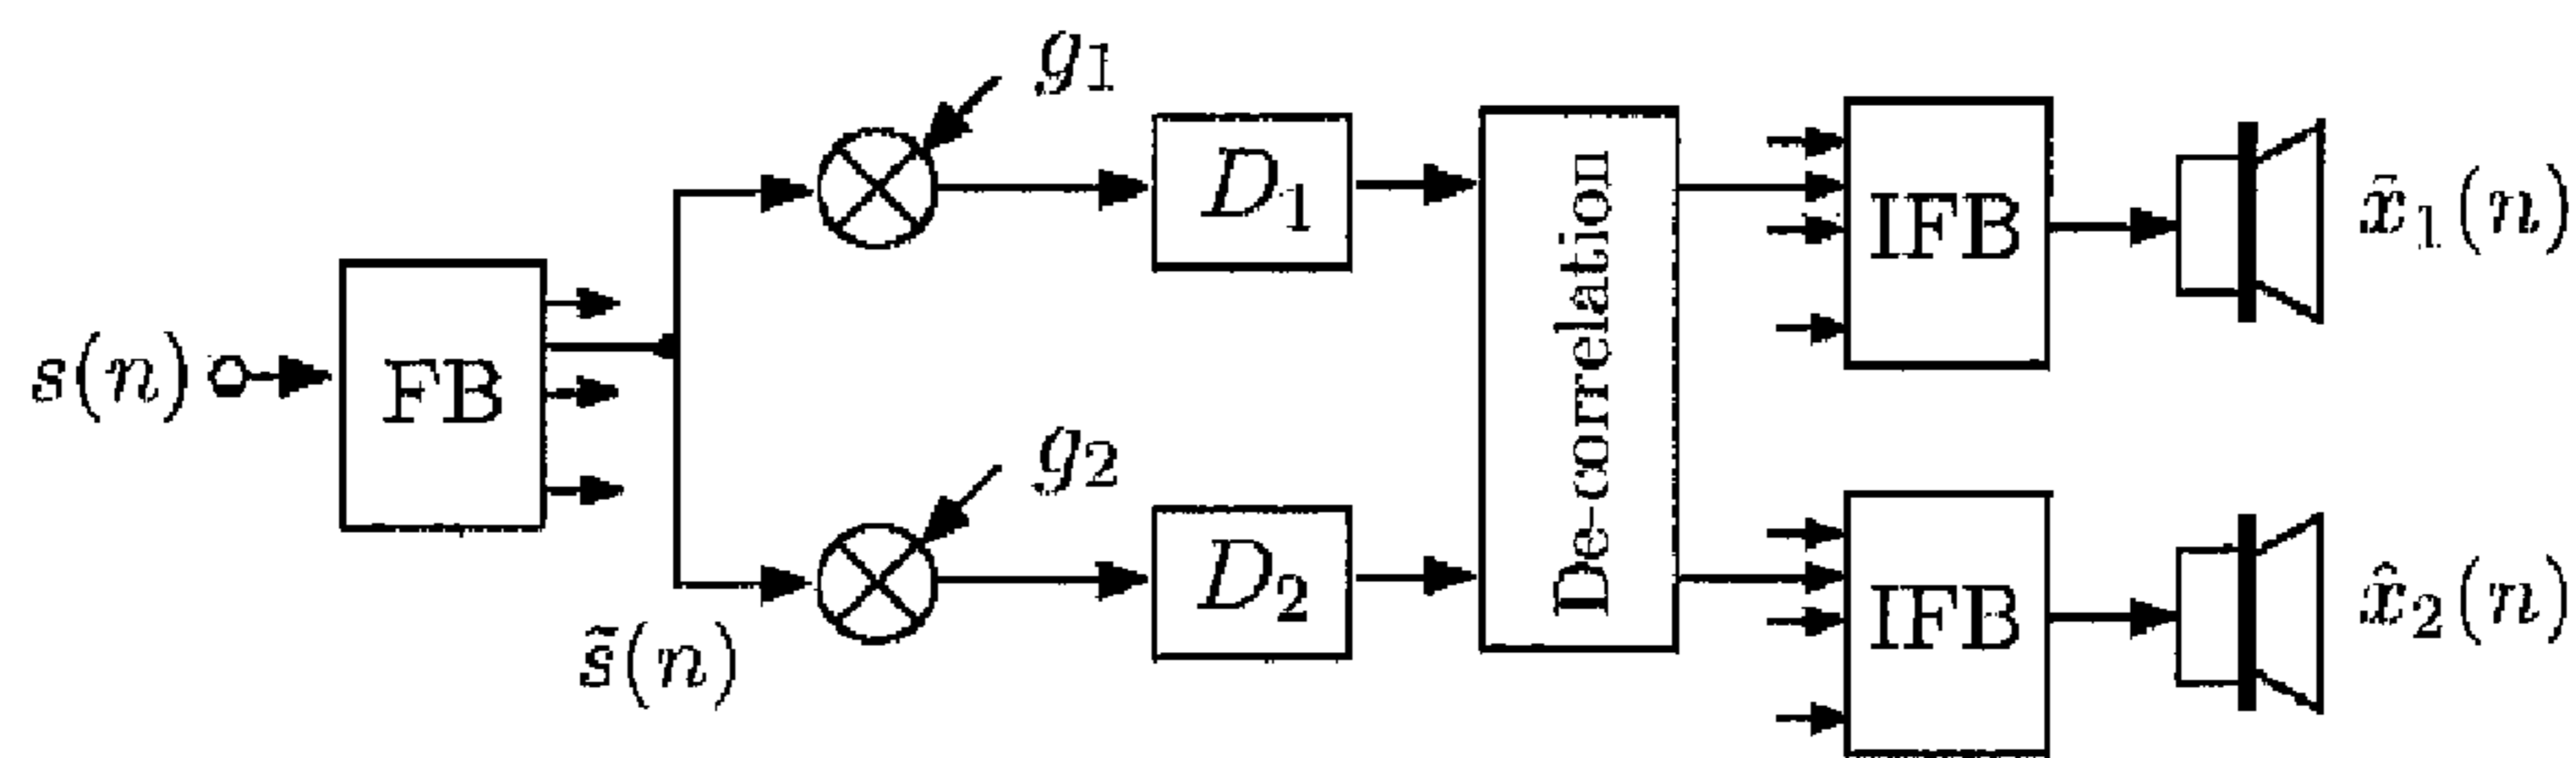 s(n)
FB
s̃(n)
g₁
g₂
D₁
D₂
De-correlation
IFB
IFB
x̂₁(n)
x̂₂(n)